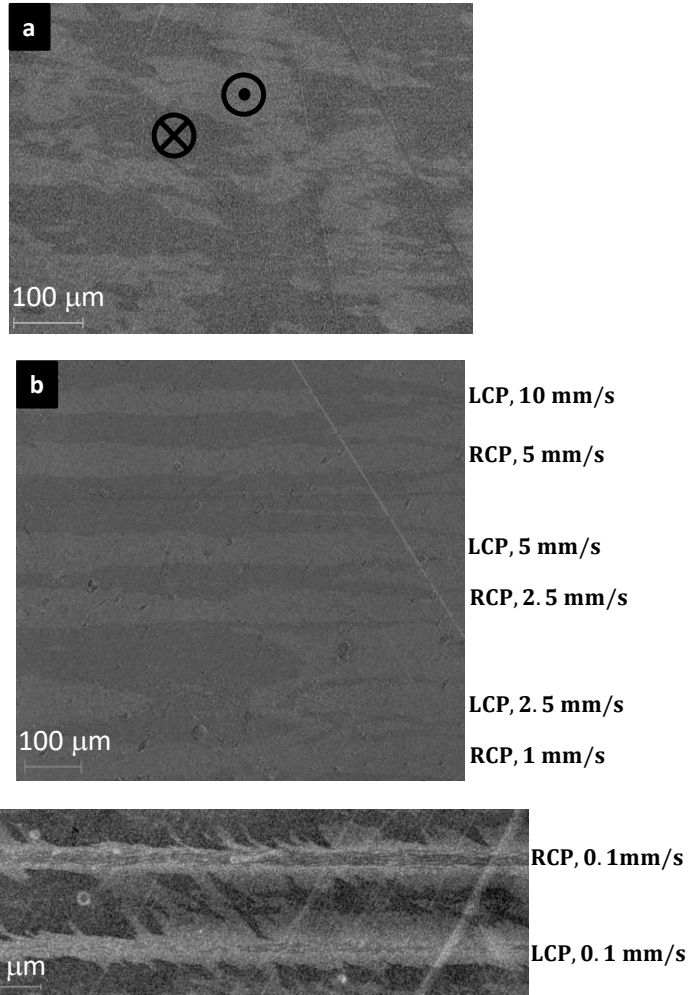 a
100 μm
b
LCP, 10 mm/s
RCP, 5 mm/s
LCP, 5 mm/s
RCP, 2. 5 mm/s
LCP, 2. 5 mm/s
100 μm
RCP, 1 mm/s
RCP, 0. 1mm/s
LCP, 0. 1 mm/s
μm